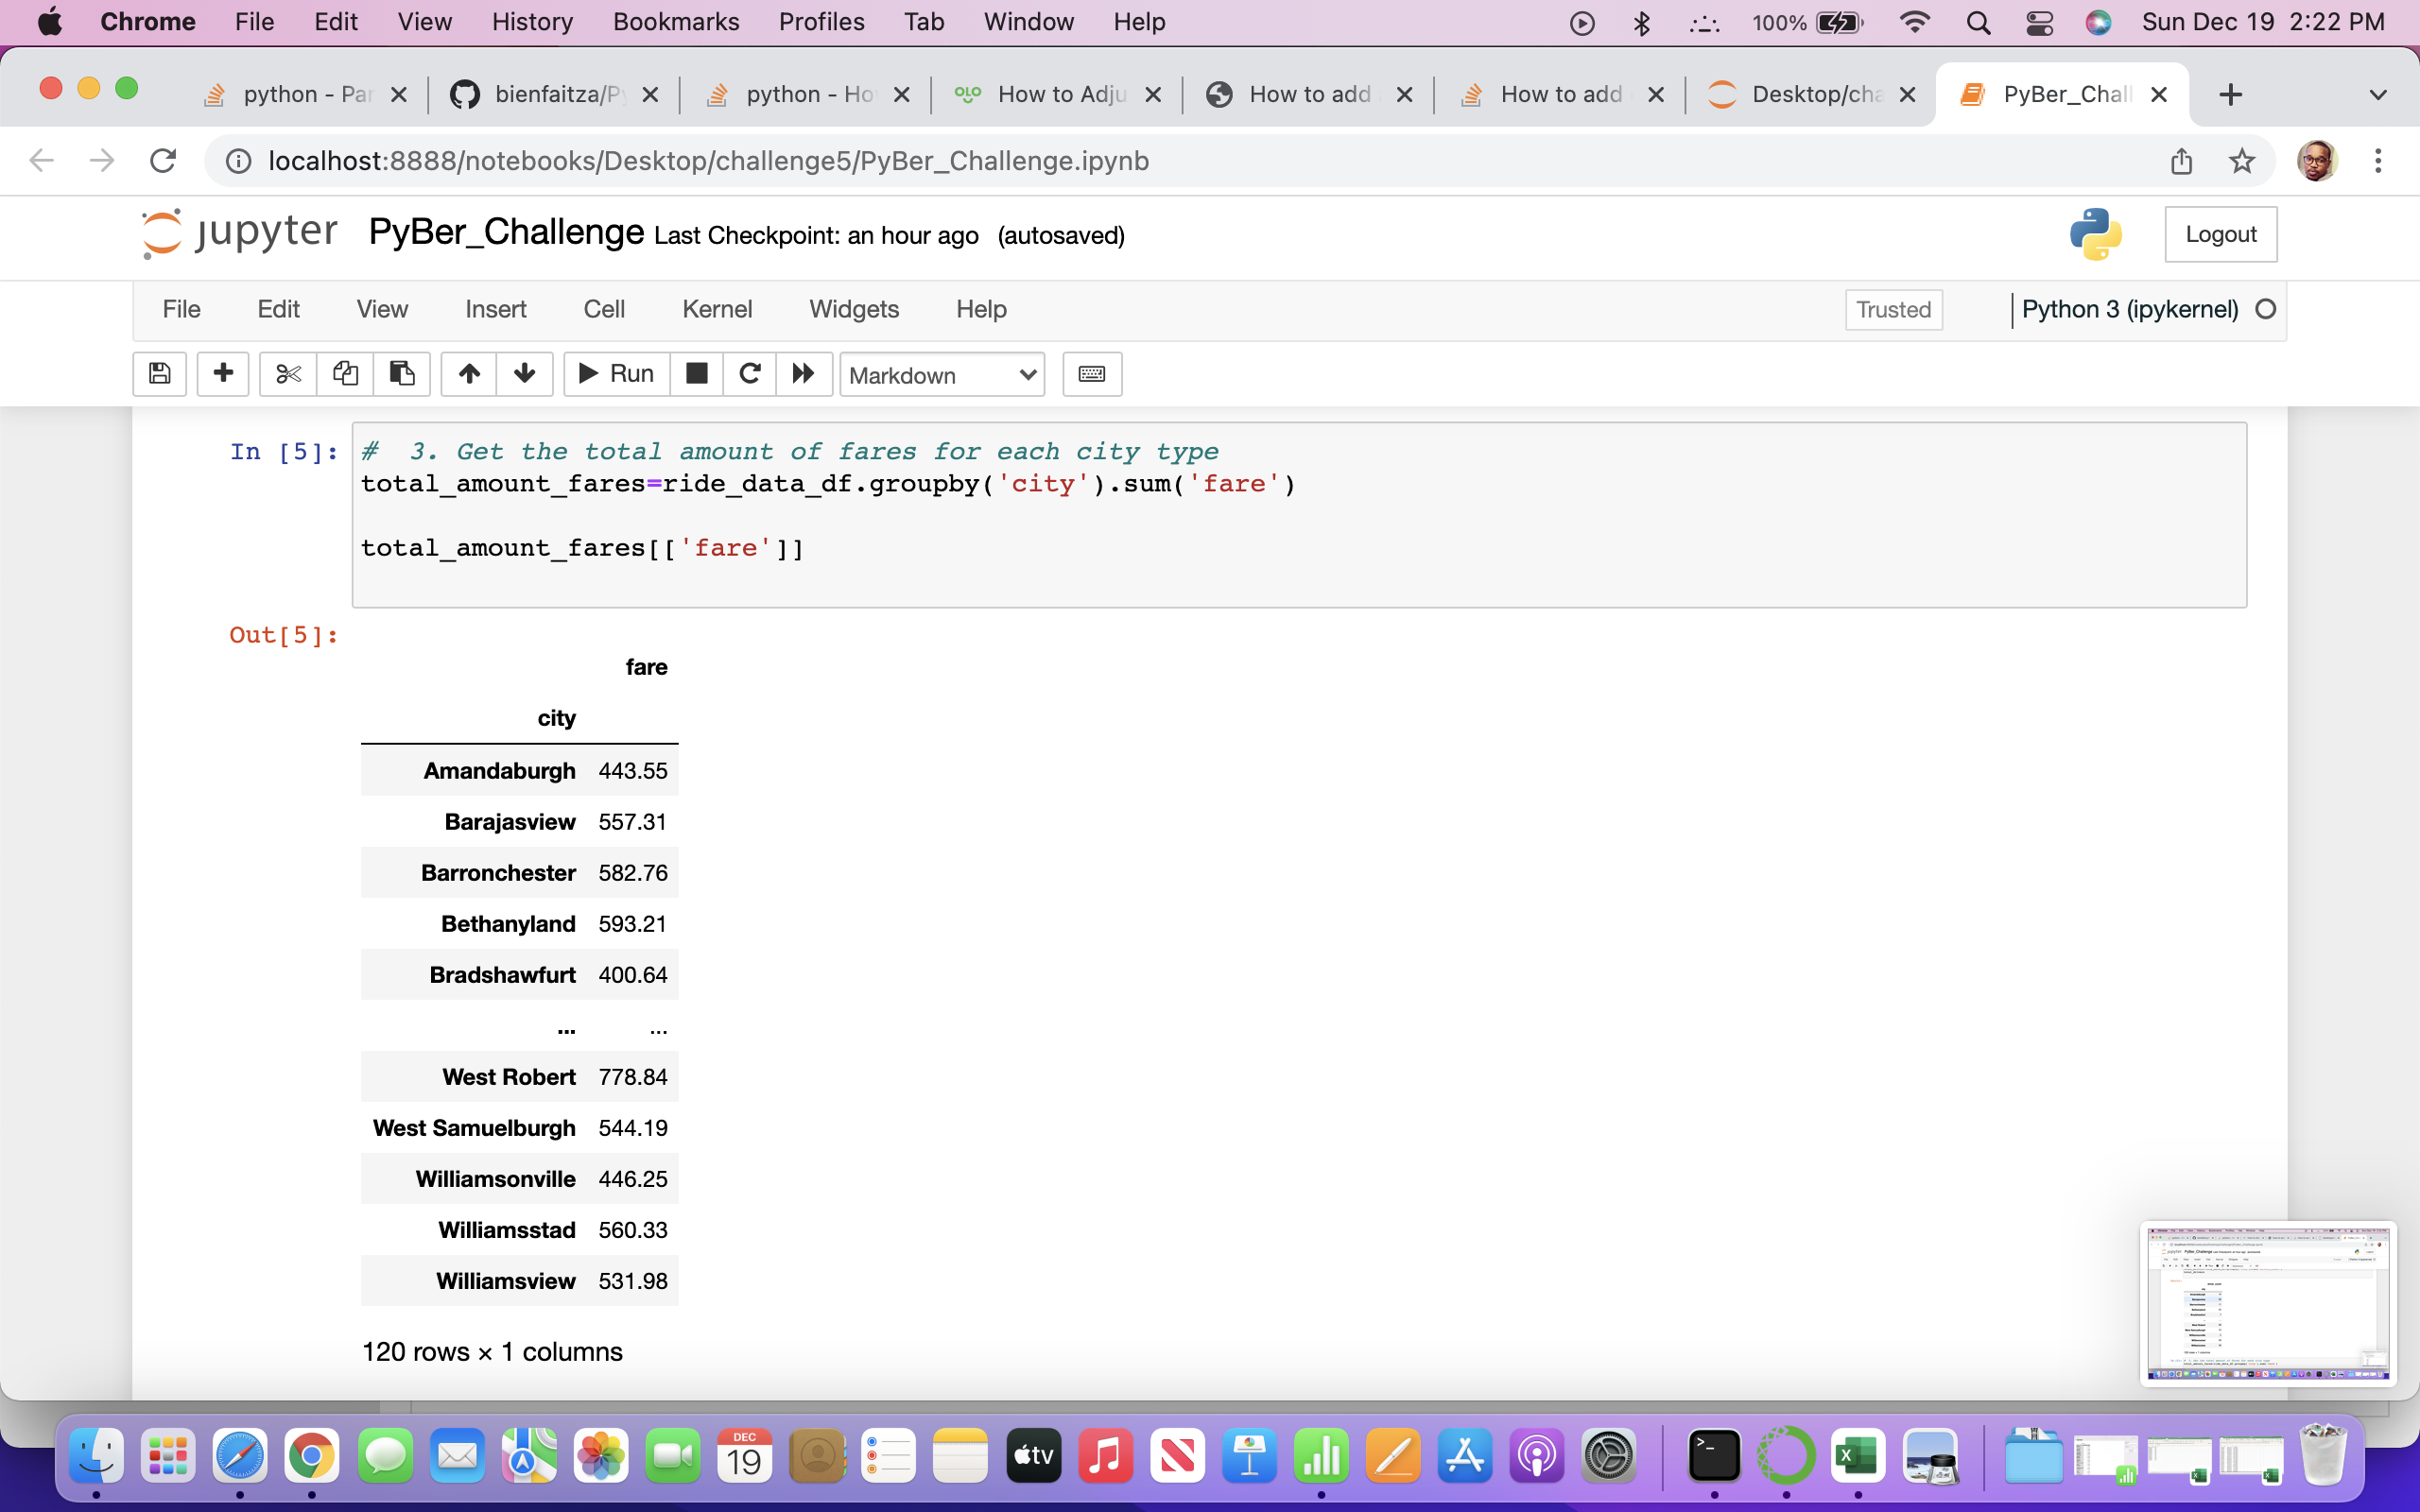 Chrome File Edit View History Bookmarks Profiles Tab Window Help 100% Sun Dec 19 2:22 PM
python - Par bienfaitza/Py python - Ho How to Adju How to add How to add Desktop/cha PyBer_Chall
localhost:8888/notebooks/Desktop/challenge5/PyBer_Challenge.ipynb
jupyter PyBer_Challenge Last Checkpoint: an hour ago (autosaved) Logout
File Edit View Insert Cell Kernel Widgets Help Trusted Python 3 (ipykernel)
Run Markdown
In [5]: # 3. Get the total amount of fares for each city type
total_amount_fares=ride_data_df.groupby('city').sum('fare')
total_amount_fares[['fare']]
Out[5]:
fare
city
Amandaburgh 443.55
Barajasview 557.31
Barronchester 582.76
Bethanyland 593.21
Bradshawfurt 400.64
... ...
West Robert 778.84
West Samuelburgh 544.19
Williamsonville 446.25
Williamsstad 560.33
Williamsview 531.98
120 rows × 1 columns
DEC
19
tv